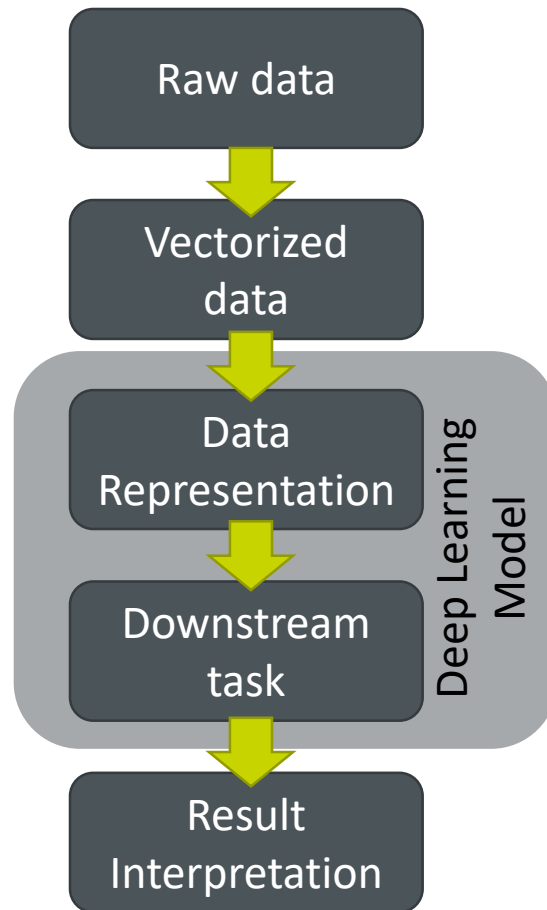 Raw data
Vectorized
data
Data
Representation
Downstream
task
Deep Learning
Model
Result
Interpretation